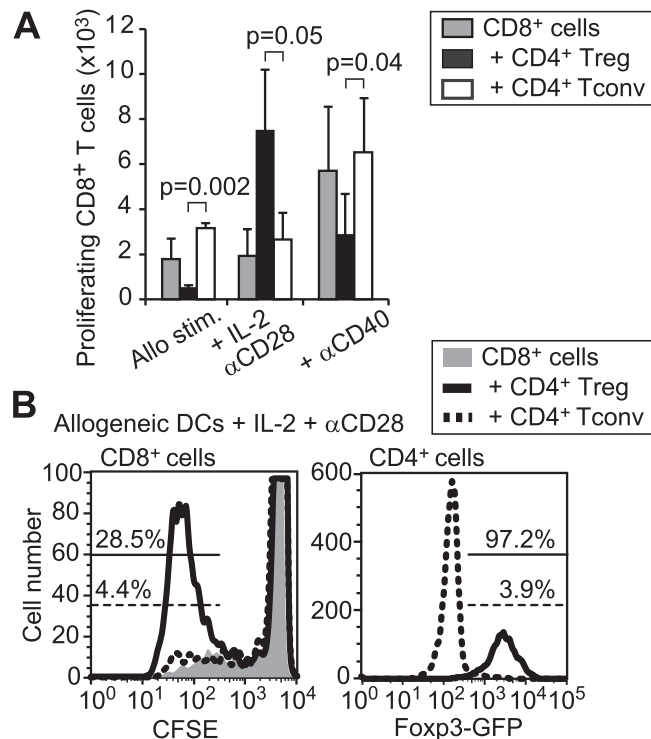 A
Proliferating CD8⁺ T cells (x10³)
12
10
8
6
4
2
0
p=0.002
p=0.05
p=0.04
Allo stim.
+ IL-2
αCD28
+ αCD40
CD8⁺ cells
+ CD4⁺ Treg
+ CD4⁺ Tconv
CD8⁺ cells
+ CD4⁺ Treg
+ CD4⁺ Tconv
B
Allogeneic DCs + IL-2 + αCD28
CD8⁺ cells
Cell number
100
80
60
40
20
0
28.5%
4.4%
10⁰ 10¹ 10² 10³ 10⁴
CFSE
CD4⁺ cells
600
400
200
0
97.2%
3.9%
10⁰ 10¹ 10² 10³ 10⁴ 10⁵
Foxp3-GFP